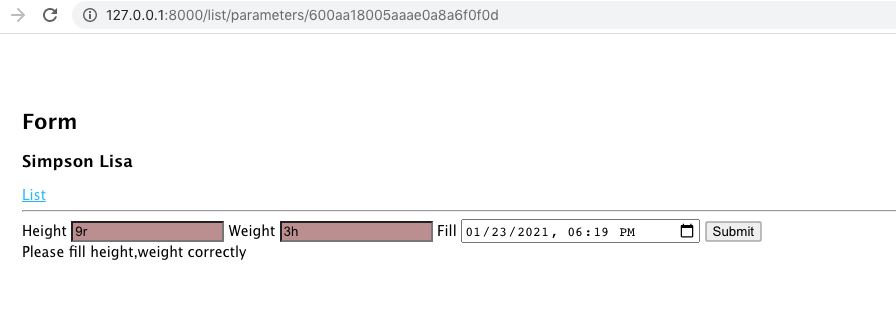 127.0.0.1:8000/list/parameters/600aa18005aaae0a8a6f0f0d
Form
Simpson Lisa
List
Height 9r Weight 3h Fill 01/23/2021, 06:19 PM Submit
Please fill height,weight correctly